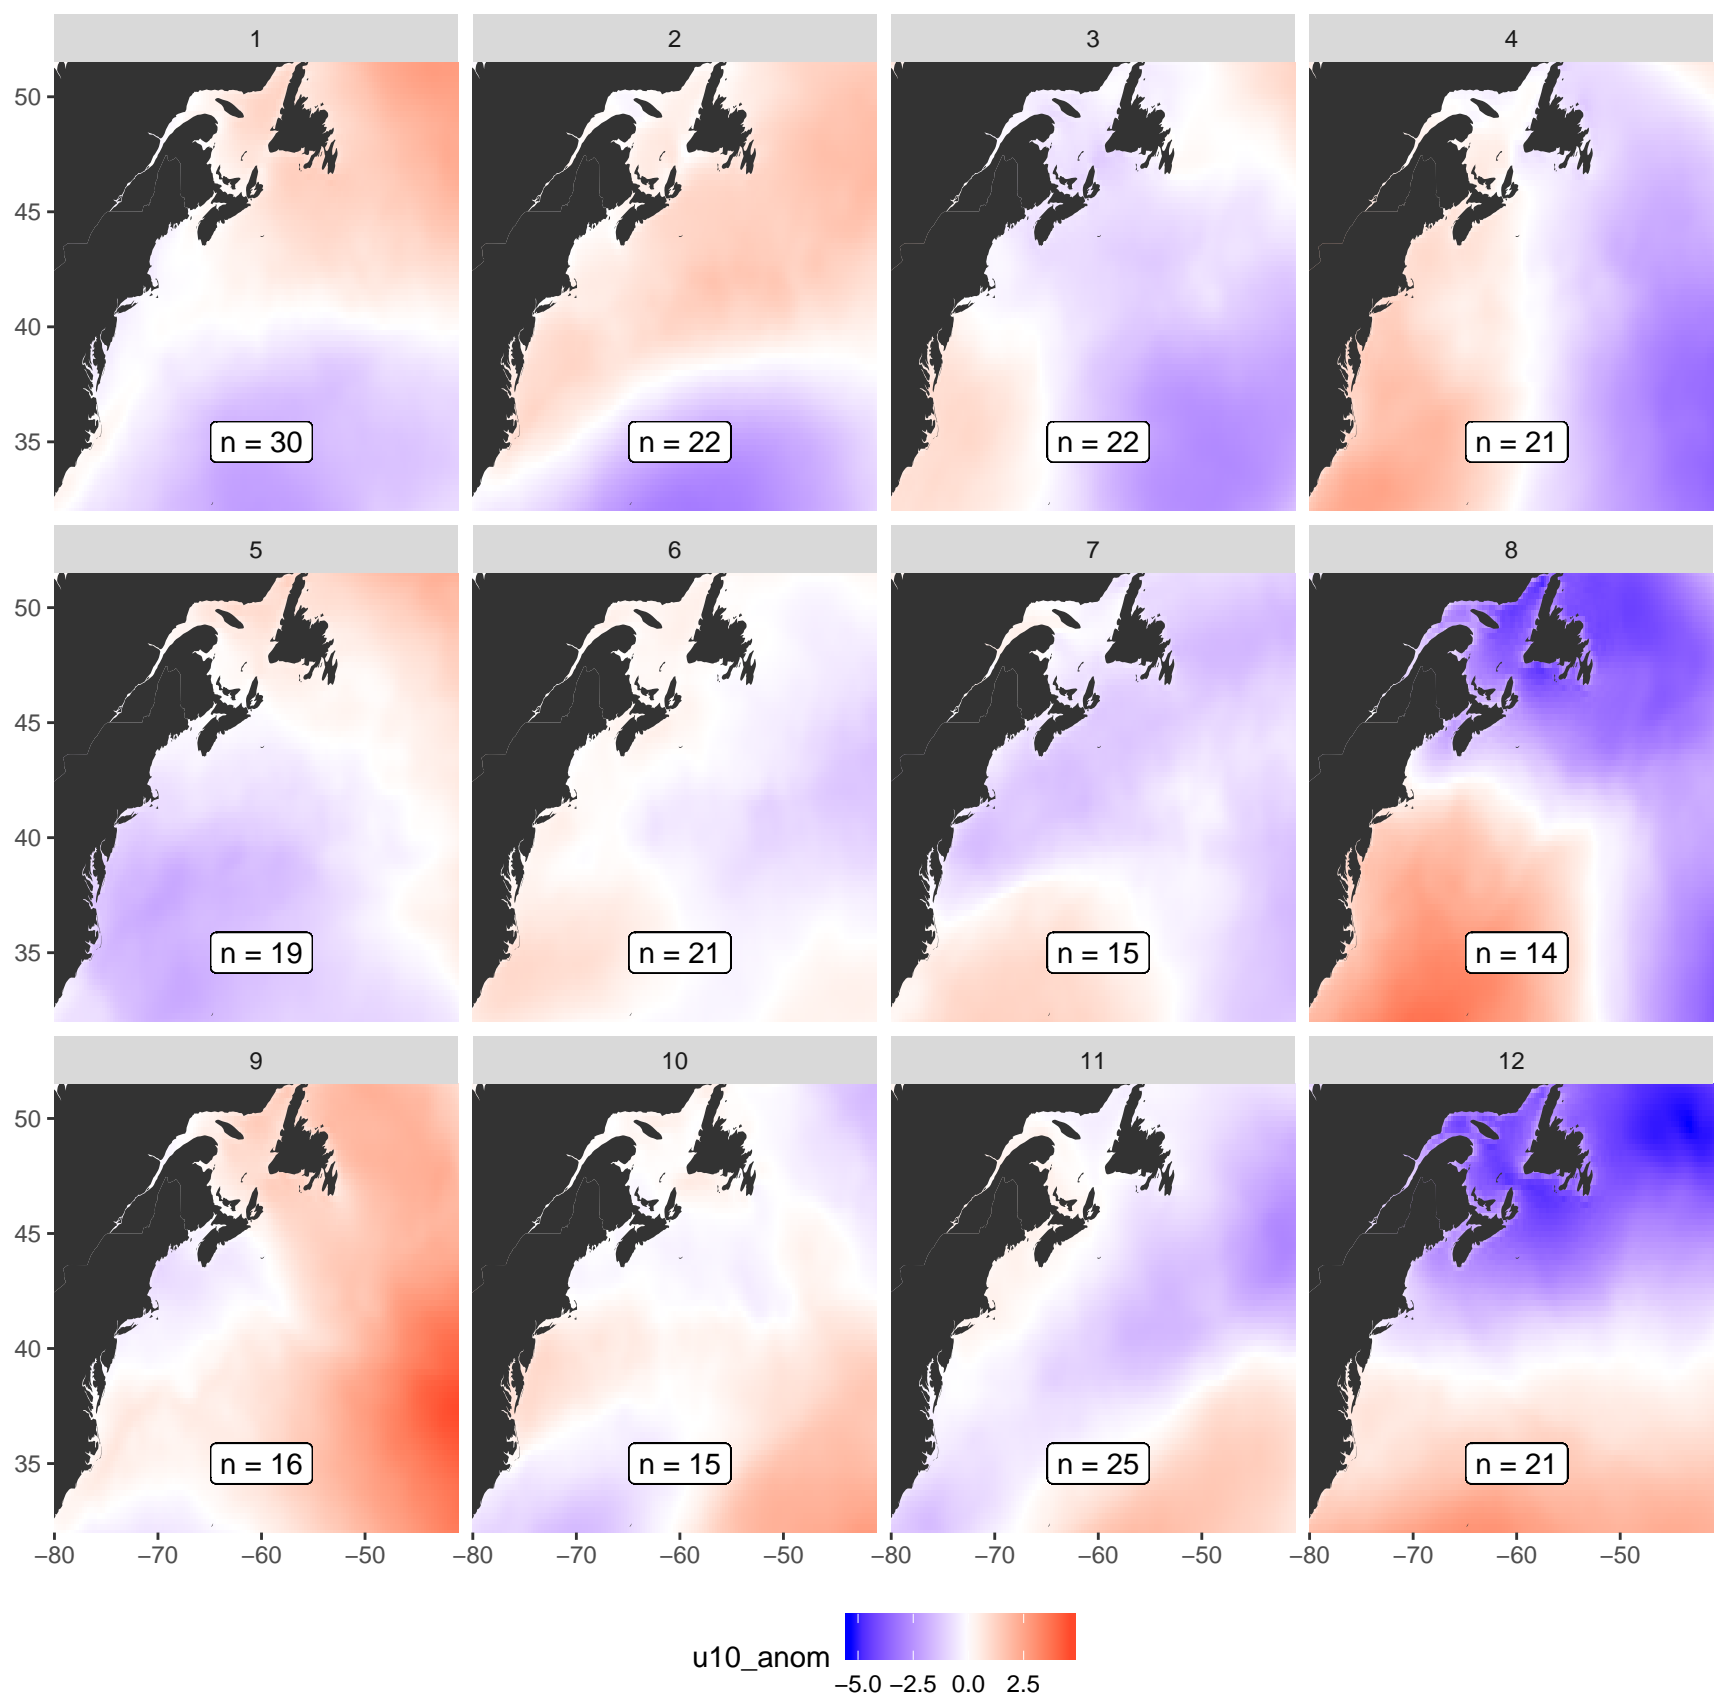 1 2 3 4
50
45
40
35
n = 30 n = 22 n = 22 n = 21
5 6 7 8
50
45
40
35
n = 19 n = 21 n = 15 n = 14
9 10 11 12
50
45
40
35
n = 16 n = 15 n = 25 n = 21
−80 −70 −60 −50 −80 −70 −60 −50 −80 −70 −60 −50 −80 −70 −60 −50
u10_anom
−5.0 −2.5 0.0 2.5